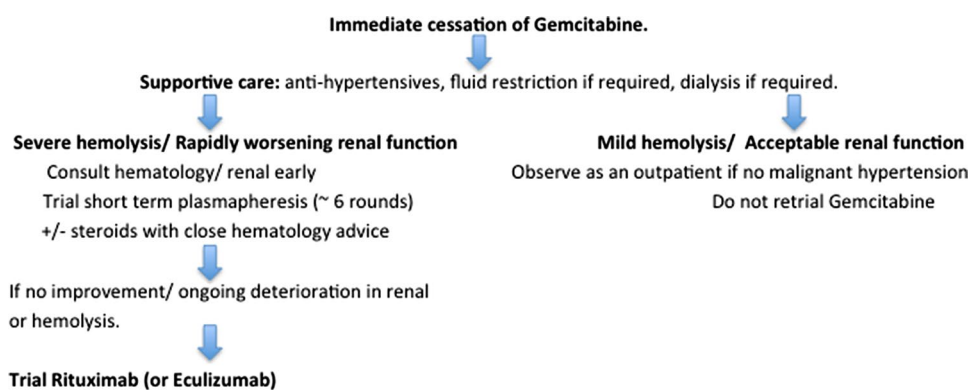 Immediate cessation of Gemcitabine.
Supportive care: anti-hypertensives, fluid restriction if required, dialysis if required.
Severe hemolysis/ Rapidly worsening renal function
Consult hematology/ renal early
Trial short term plasmapheresis (~ 6 rounds)
+/- steroids with close hematology advice
If no improvement/ ongoing deterioration in renal
or hemolysis.
Trial Rituximab (or Eculizumab)
Mild hemolysis/ Acceptable renal function
Observe as an outpatient if no malignant hypertension
Do not retrial Gemcitabine